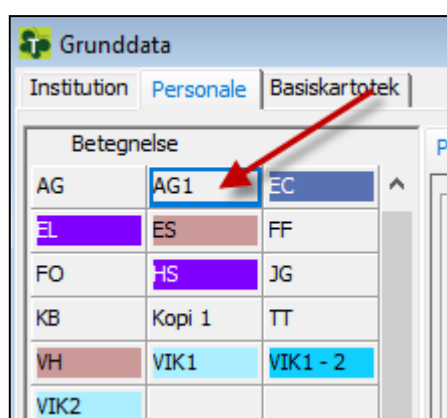 Grunddata
Institution Personale Basiskartotek
Betegnelse
P
AG AG1 EC
EL ES FF
FO HS JG
KB Kopi 1 TT
VH VIK1 VIK1 - 2
VIK2